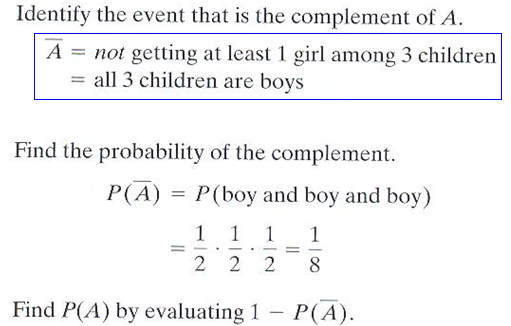 Identify the event that is the complement of A.
A̅ = not getting at least 1 girl among 3 children
= all 3 children are boys
Find the probability of the complement.
P(A̅) = P(boy and boy and boy)
= 1/2 · 1/2 · 1/2 = 1/8
Find P(A) by evaluating 1 − P(A̅).